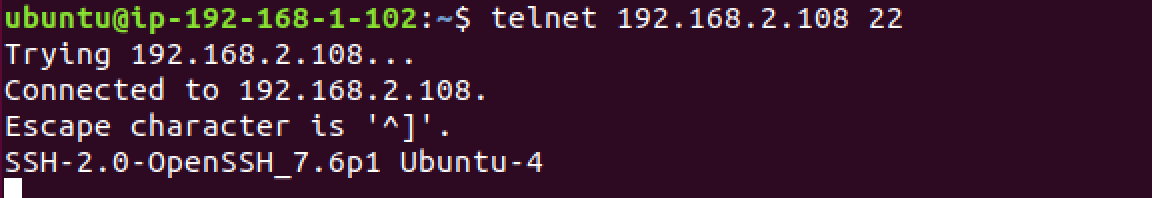 ubuntu@ip-192-168-1-102:~$ telnet 192.168.2.108 22
Trying 192.168.2.108...
Connected to 192.168.2.108.
Escape character is '^]'.
SSH-2.0-OpenSSH_7.6p1 Ubuntu-4